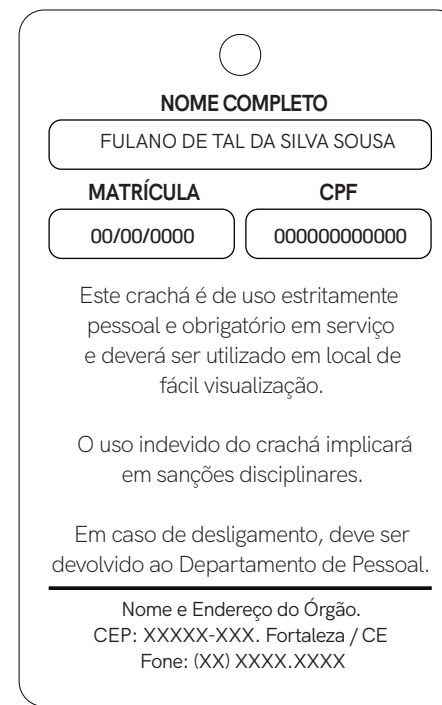 NOME COMPLETO
FULANO DE TAL DA SILVA SOUSA
MATRÍCULA CPF
00/00/0000 000000000000
Este crachá é de uso estritamente
pessoal e obrigatório em serviço
e deverá ser utilizado em local de
fácil visualização.
O uso indevido do crachá implicará
em sanções disciplinares.
Em caso de desligamento, deve ser
devolvido ao Departamento de Pessoal.
Nome e Endereço do Órgão.
CEP: XXXXX-XXX. Fortaleza / CE
Fone: (XX) XXXX.XXXX